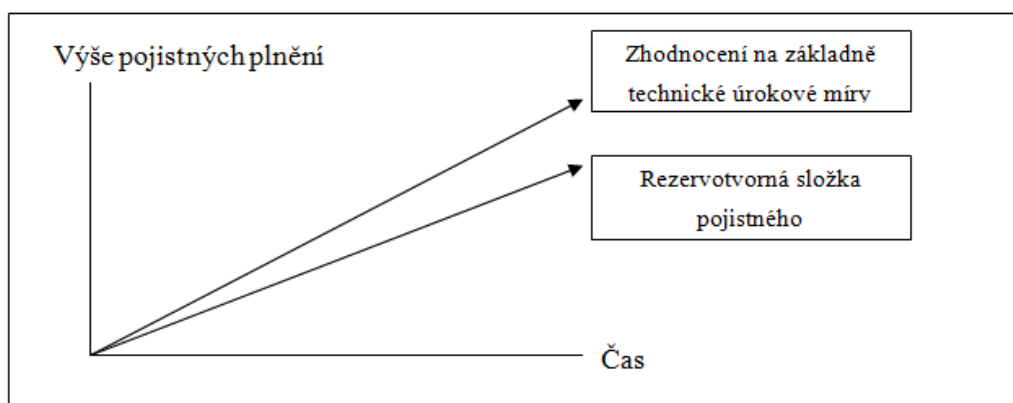 Výše pojistných plnění
Zhodnocení na základně
technické úrokové míry
Rezervotvorná složka
pojistného
Čas